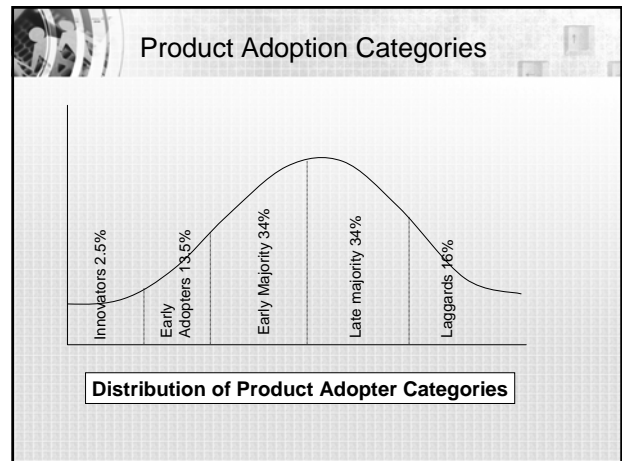 Product Adoption Categories
Innovators 2.5%
Early
Adopters 13.5%
Early Majority 34%
Late majority 34%
Laggards 16%
Distribution of Product Adopter Categories